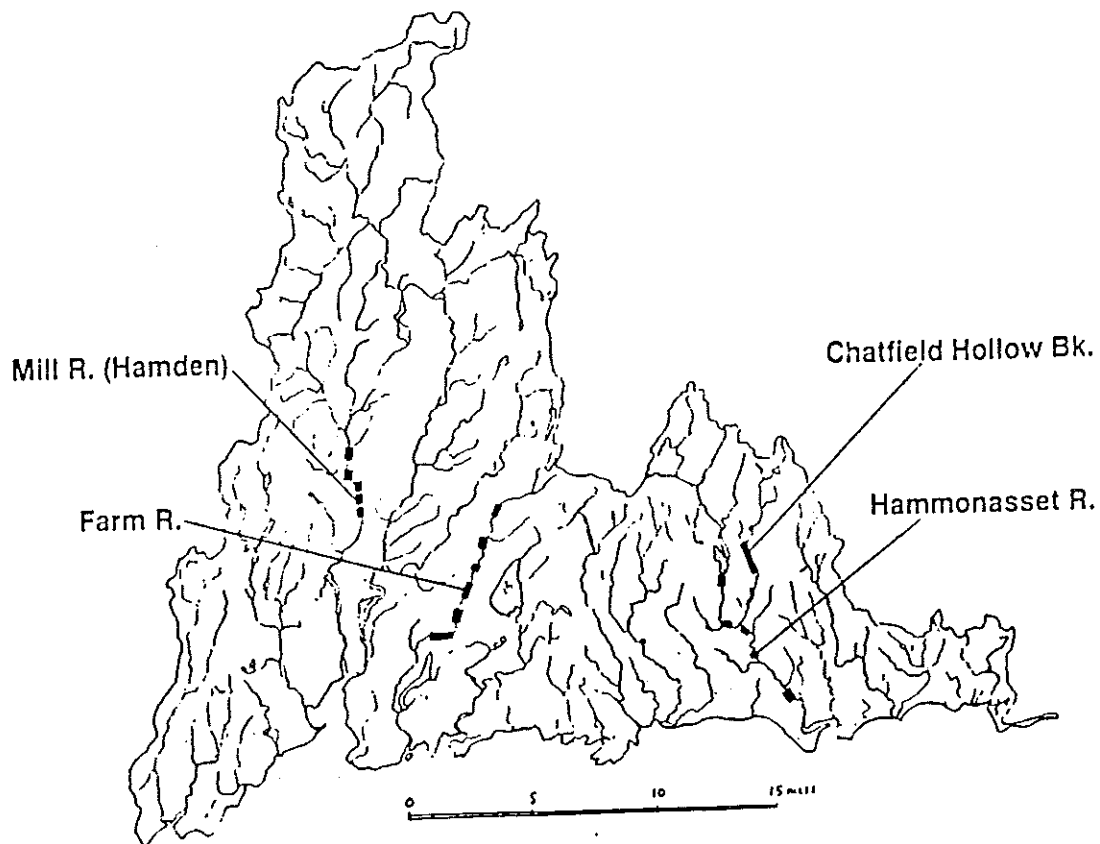 Mill R. (Hamden)
Chatfield Hollow Bk.
Farm R.
Hammonasset R.
0 5 10 15